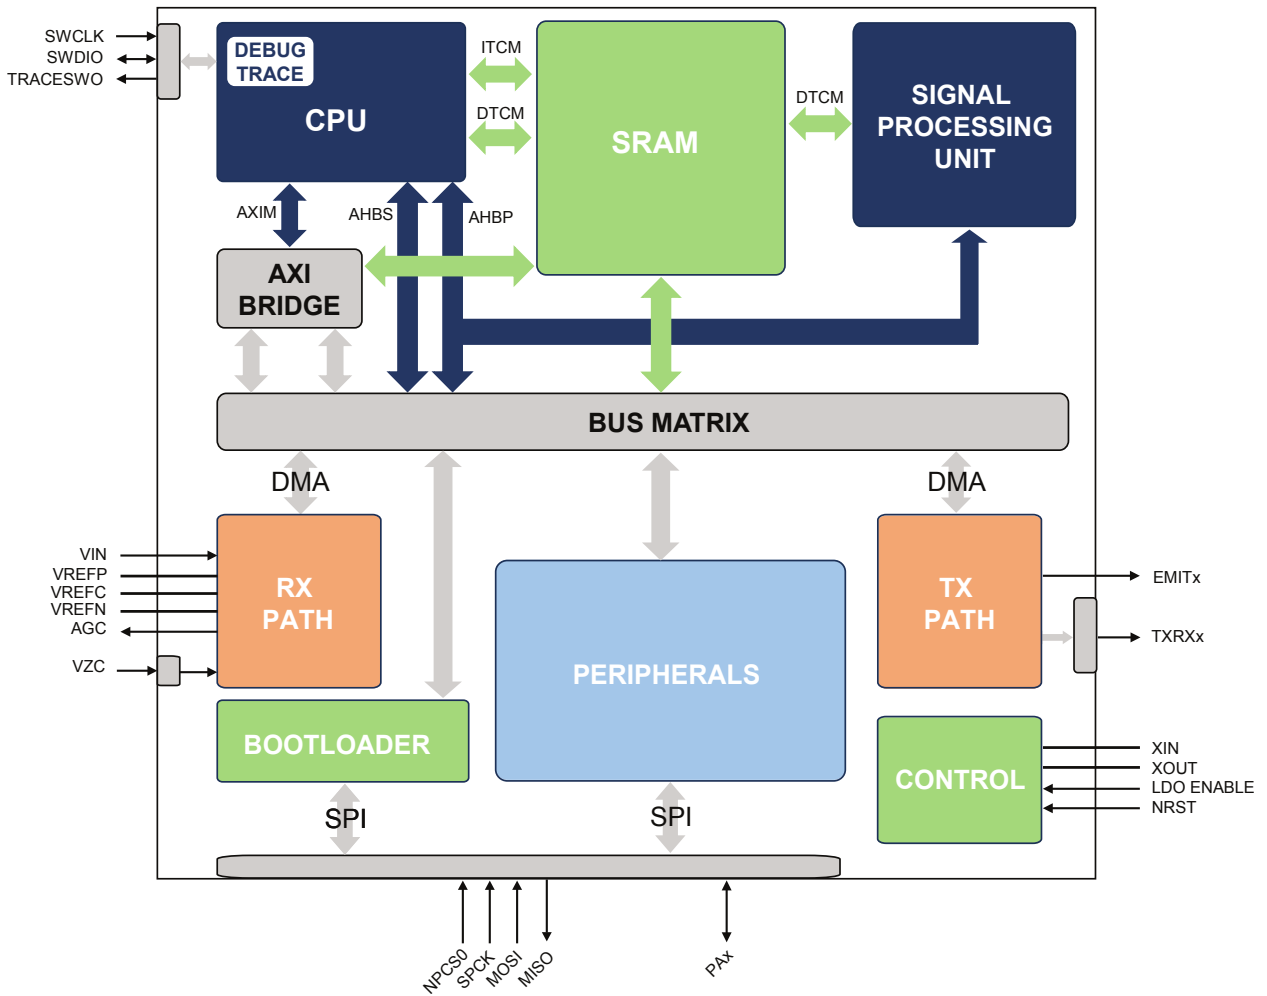 SWCLK
SWDIO
TRACESWO
DEBUG
TRACE
CPU
ITCM
DTCM
SRAM
DTCM
SIGNAL
PROCESSING
UNIT
AXIM
AHBS
AHBP
AXI
BRIDGE
BUS MATRIX
DMA
DMA
VIN
VREFP
VREFC
VREFN
AGC
VZC
RX
PATH
PERIPHERALS
TX
PATH
EMITx
TXRXx
BOOTLOADER
CONTROL
XIN
XOUT
LDO ENABLE
NRST
SPI
SPI
NPCS0
SPCK
MOSI
MISO
PAx